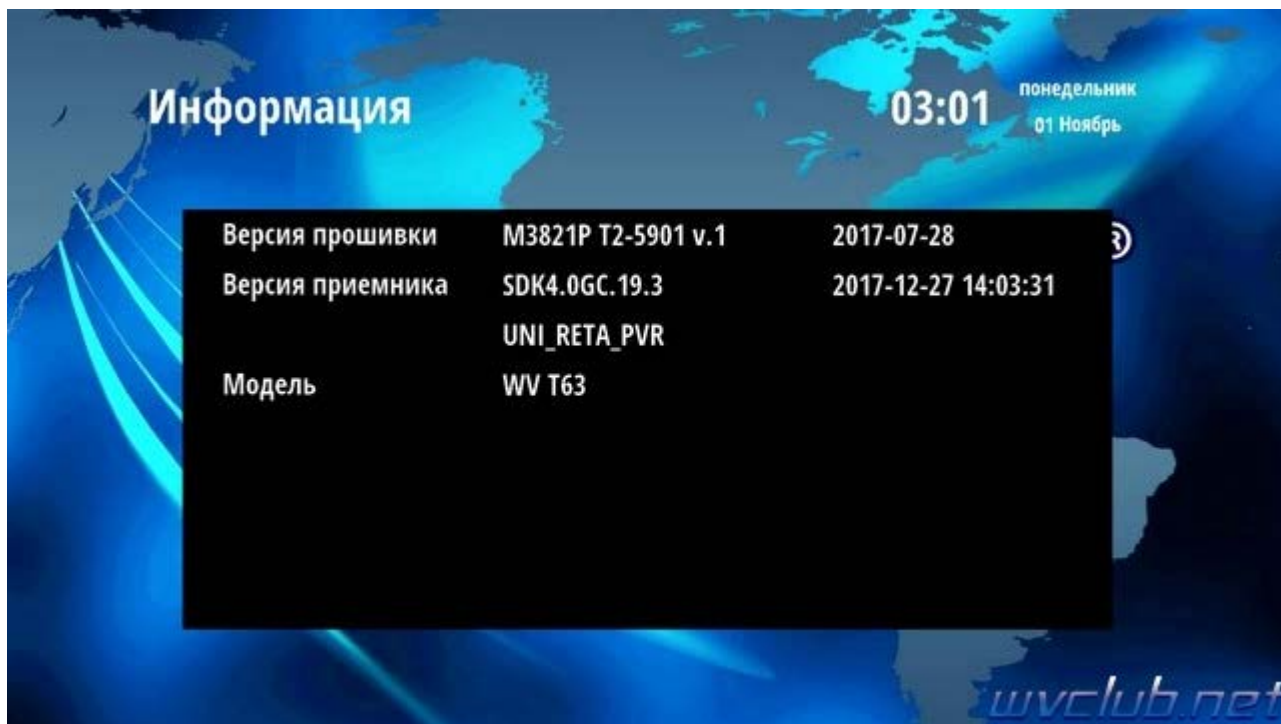 Информация
03:01
понедельник
01 Ноябрь
Версия прошивки M3821P T2-5901 v.1 2017-07-28
®
Версия приемника SDK4.0GC.19.3 2017-12-27 14:03:31
UNI_RETA_PVR
Модель WV T63
wvclub.net